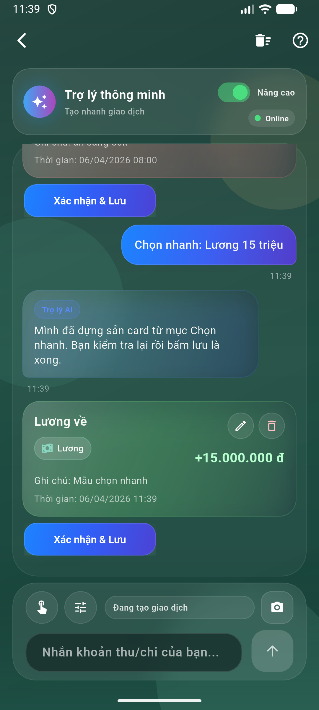 11:39
Trợ lý thông minh
Tạo nhanh giao dịch
Nâng cao
Online
Thời gian: 06/04/2026 08:00
Xác nhận & Lưu
Chọn nhanh: Lương 15 triệu
11:39
Trợ lý AI
Mình đã dựng sẵn card từ mục Chọn
nhanh. Bạn kiểm tra lại rồi bấm lưu là
xong.
11:39
Lương về
Lương
+15.000.000 đ
Ghi chú: Mẫu chọn nhanh
Thời gian: 06/04/2026 11:39
Xác nhận & Lưu
Đang tạo giao dịch
Nhắn khoản thu/chi của bạn...